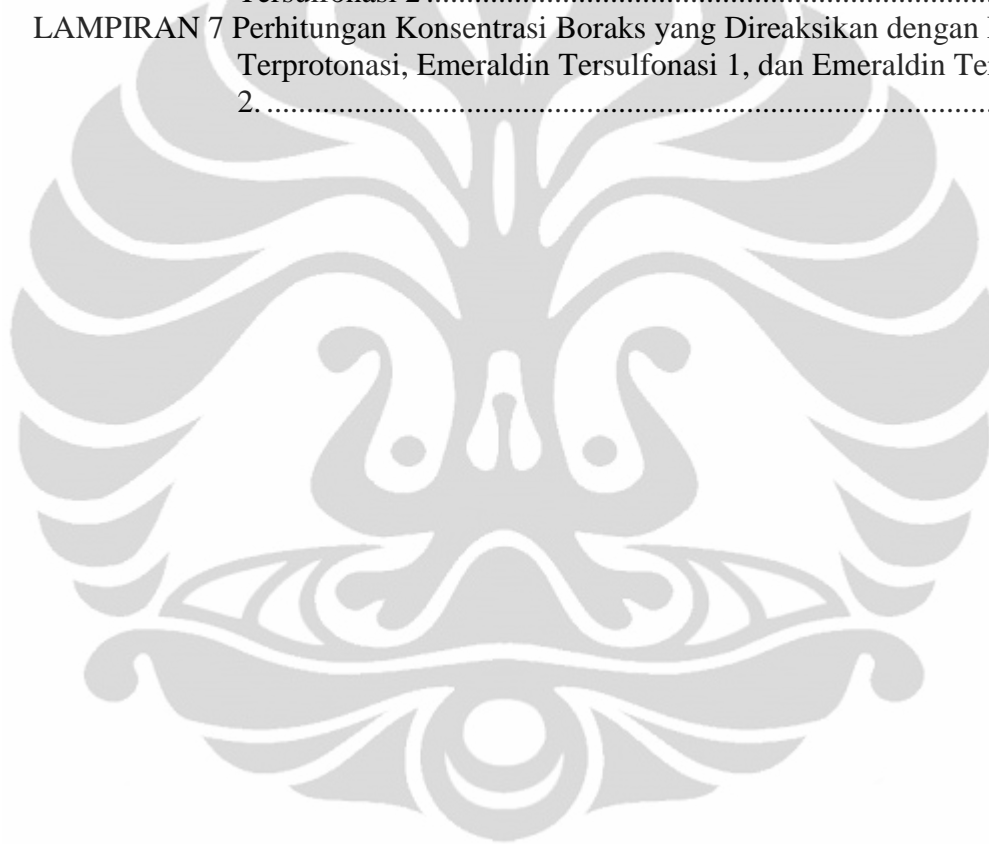 Tersulfonasi 2 ................................................................
LAMPIRAN 7 Perhitungan Konsentrasi Boraks yang Direaksikan dengan
Terprotonasi, Emeraldin Tersulfonasi 1, dan Emeraldin
2. ................................................................